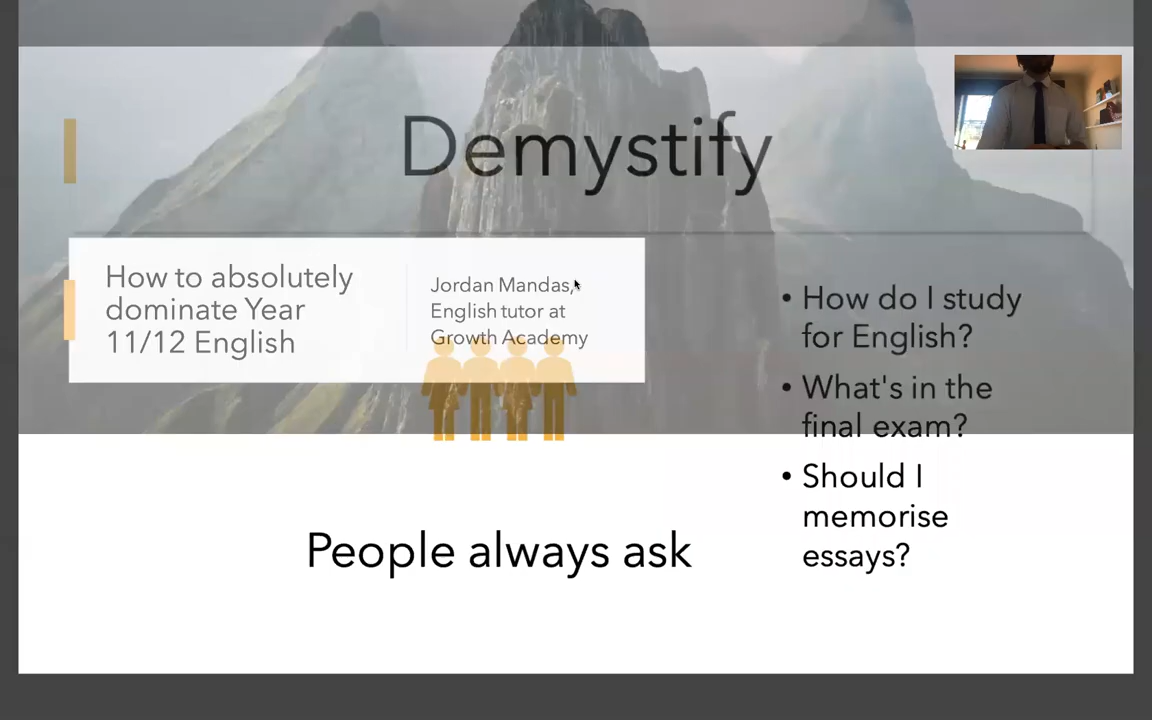 Demystify
How to absolutely
dominate Year
11/12 English
Jordan Mandas,
English tutor at
Growth Academy
• How do I study
for English?
• What's in the
final exam?
• Should I
memorise
essays?
People always ask